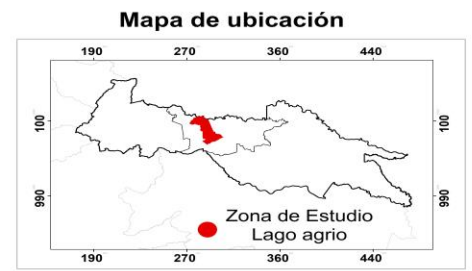 Mapa de ubicación
190 270 360 440
100 100
990 990
Zona de Estudio
Lago agrio
190 270 360 440